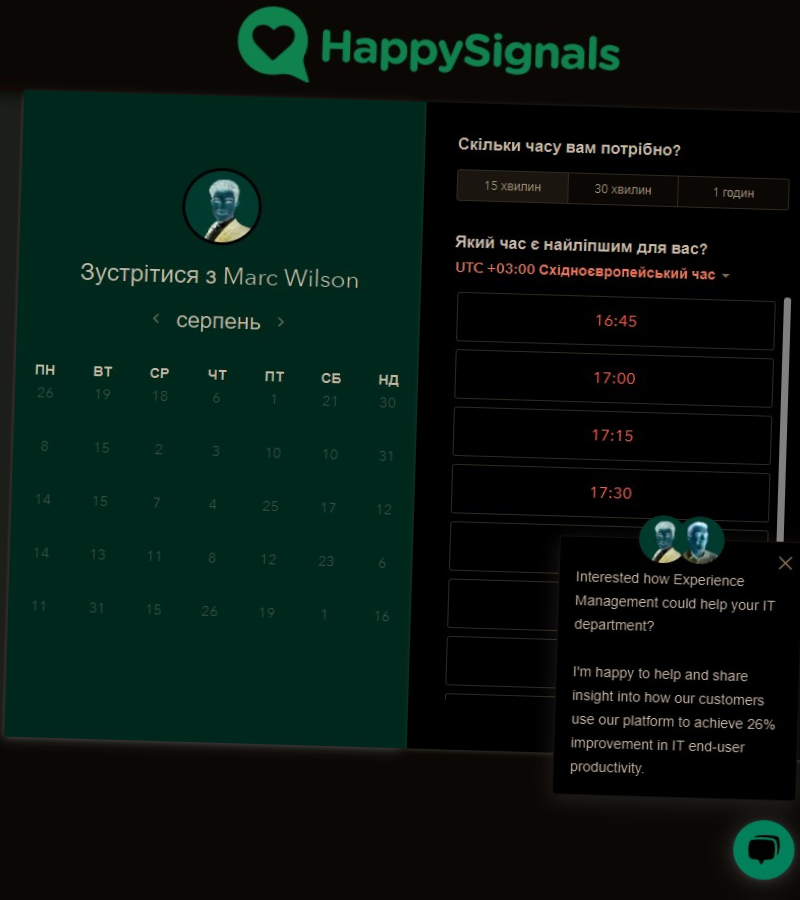 HappySignals
Зустрітися з Marc Wilson
серпень
ПН ВТ СР ЧТ ПТ СБ НД
26 19 18 6 1 21 30
8 15 2 3 10 10 31
14 15 7 4 25 17 12
14 13 11 8 12 23 6
11 31 15 26 19 1 16
Скільки часу вам потрібно?
15 хвилин 30 хвилин 1 годин
Який час є найліпшим для вас?
UTC +03:00 Східноєвропейський час
16:45
17:00
17:15
17:30
Interested how Experience
Management could help your IT
department?
I'm happy to help and share
insight into how our customers
use our platform to achieve 26%
improvement in IT end-user
productivity.